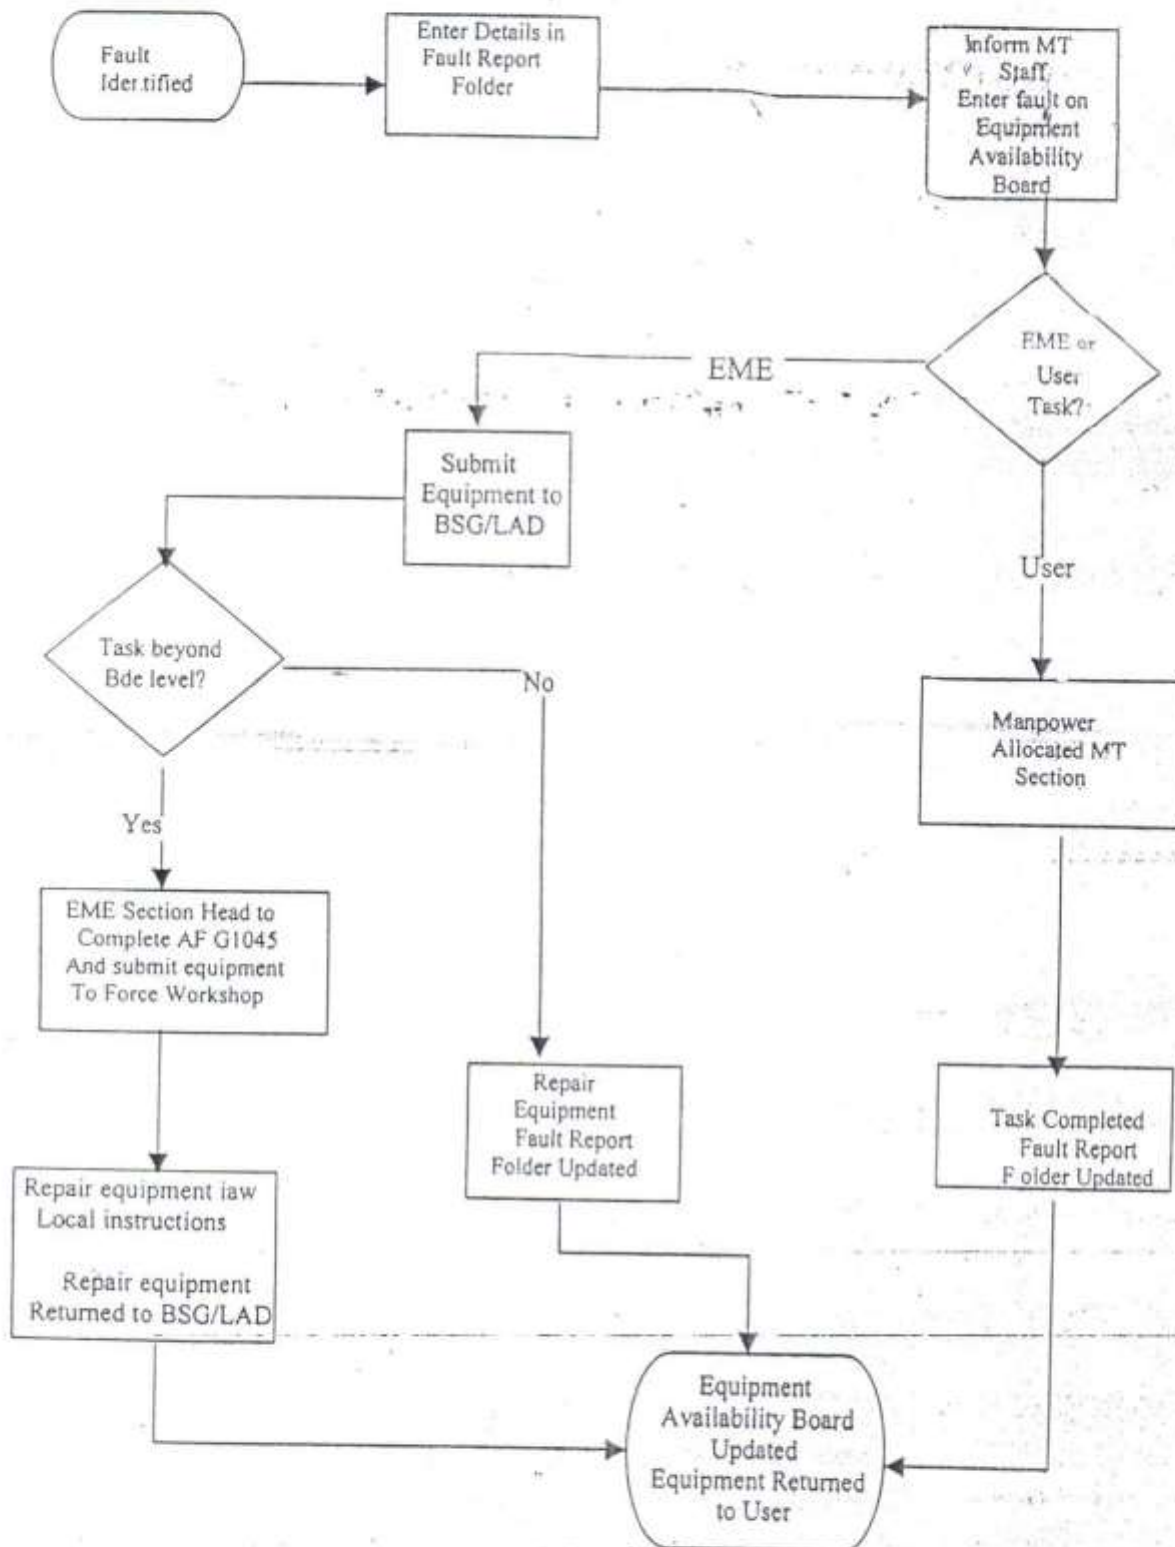 Fault
Ider.tified
Enter Details in
Fault Report
Folder
Inform MT
Staff
Enter fault on
Equipment
Availability
Board
EME or
User
Task?
EME
Submit
Equipment to
BSG/LAD
User
Task beyond
Bde level?
No
Manpower
Allocated MT
Section
Yes
EME Section Head to
Complete AF G1045
And submit equipment
To Force Workshop
Repair
Equipment
Fault Report
Folder Updated
Task Completed
Fault Report
F older Updated
Repair equipment iaw
Local instructions
Repair equipment
Returned to BSG/LAD
Equipment
Availability Board
Updated
Equipment Returned
to User